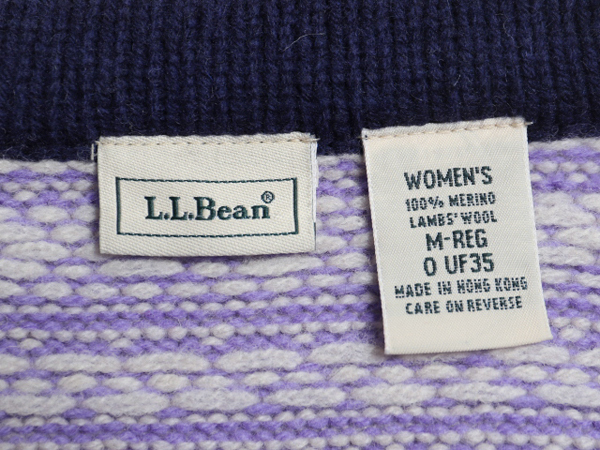 L.L.Bean®
WOMEN'S
100% MERINO
LAMBS' WOOL
M-REG
0 UF35
MADE IN HONG KONG
CARE ON REVERSE